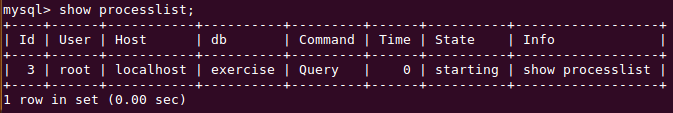 mysql> show processlist;
+----+------+-----------+----------+---------+------+----------+------------------+
| Id | User | Host      | db       | Command | Time | State    | Info             |
+----+------+-----------+----------+---------+------+----------+------------------+
|  3 | root | localhost | exercise | Query   |    0 | starting | show processlist |
+----+------+-----------+----------+---------+------+----------+------------------+
1 row in set (0.00 sec)